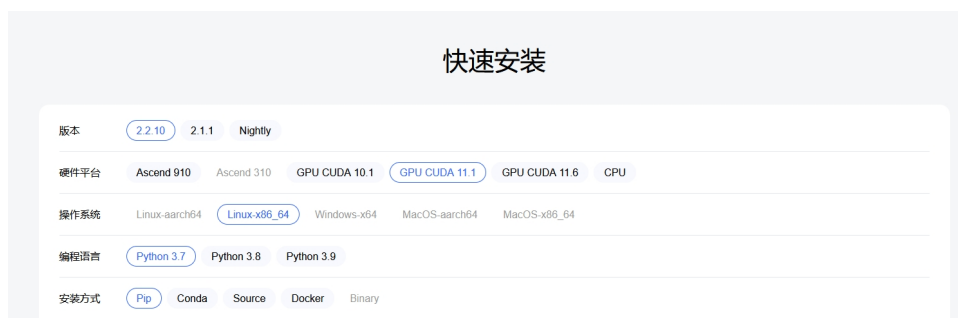 快速安装
版本 2.2.10 2.1.1 Nightly
硬件平台 Ascend 910 Ascend 310 GPU CUDA 10.1 GPU CUDA 11.1 GPU CUDA 11.6 CPU
操作系统 Linux-aarch64 Linux-x86_64 Windows-x64 MacOS-aarch64 MacOS-x86_64
编程语言 Python 3.7 Python 3.8 Python 3.9
安装方式 Pip Conda Source Docker Binary